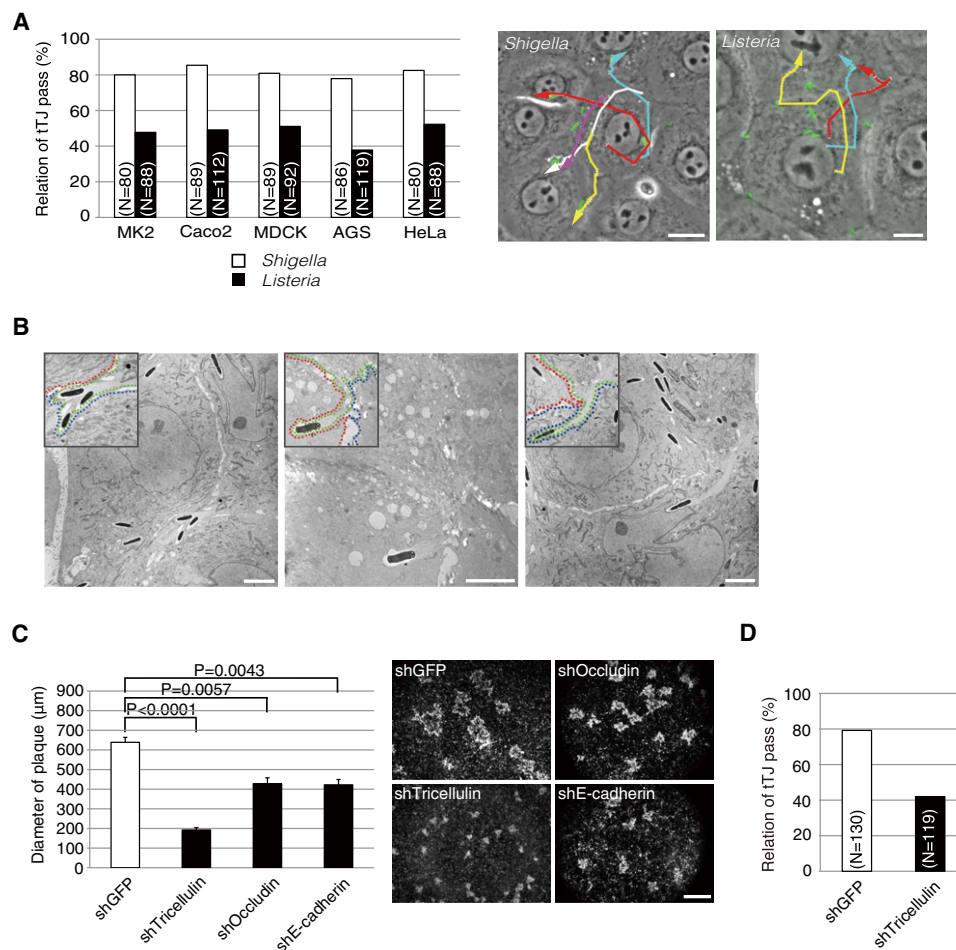 A
Relation of tTJ pass (%)
100
80
60
40
20
0
(N=80)
(N=88)
(N=89)
(N=112)
(N=89)
(N=92)
(N=86)
(N=119)
(N=80)
(N=88)
MK2
Caco2
MDCK
AGS
HeLa
Shigella
Listeria
Shigella
Listeria
B
C
Diameter of plaque (µm)
900
800
700
600
500
400
300
200
100
0
P=0.0043
P=0.0057
P<0.0001
shGFP
shTricellulin
shOccludin
shE-cadherin
shGFP
shOccludin
shTricellulin
shE-cadherin
D
Relation of tTJ pass (%)
100
80
60
40
20
0
(N=130)
(N=119)
shGFP
shTricellulin